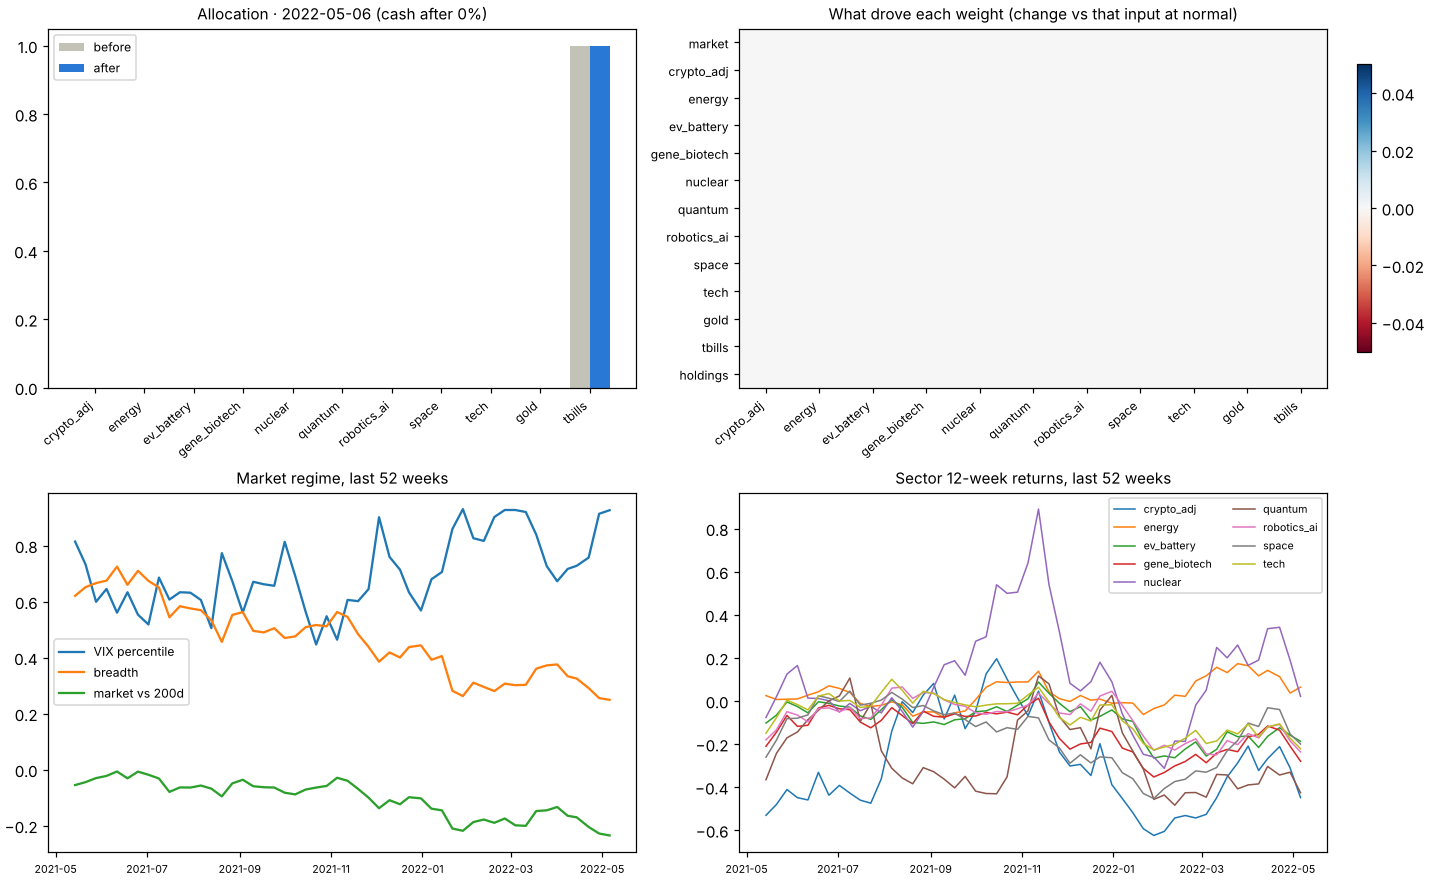 Allocation · 2022-05-06 (cash after 0%)
before
after
1.0
0.8
0.6
0.4
0.2
0.0
crypto_adj
energy
ev_battery
gene_biotech
nuclear
quantum
robotics_ai
space
tech
gold
tbills
What drove each weight (change vs that input at normal)
market
crypto_adj
energy
ev_battery
gene_biotech
nuclear
quantum
robotics_ai
space
tech
gold
tbills
holdings
crypto_adj
energy
ev_battery
gene_biotech
nuclear
quantum
robotics_ai
space
tech
gold
tbills
0.04
0.02
0.00
−0.02
−0.04
Market regime, last 52 weeks
0.8
0.6
0.4
0.2
0.0
−0.2
VIX percentile
breadth
market vs 200d
2021-05
2021-07
2021-09
2021-11
2022-01
2022-03
2022-05
Sector 12-week returns, last 52 weeks
crypto_adj
energy
ev_battery
gene_biotech
nuclear
quantum
robotics_ai
space
tech
0.8
0.6
0.4
0.2
0.0
−0.2
−0.4
−0.6
2021-05
2021-07
2021-09
2021-11
2022-01
2022-03
2022-05